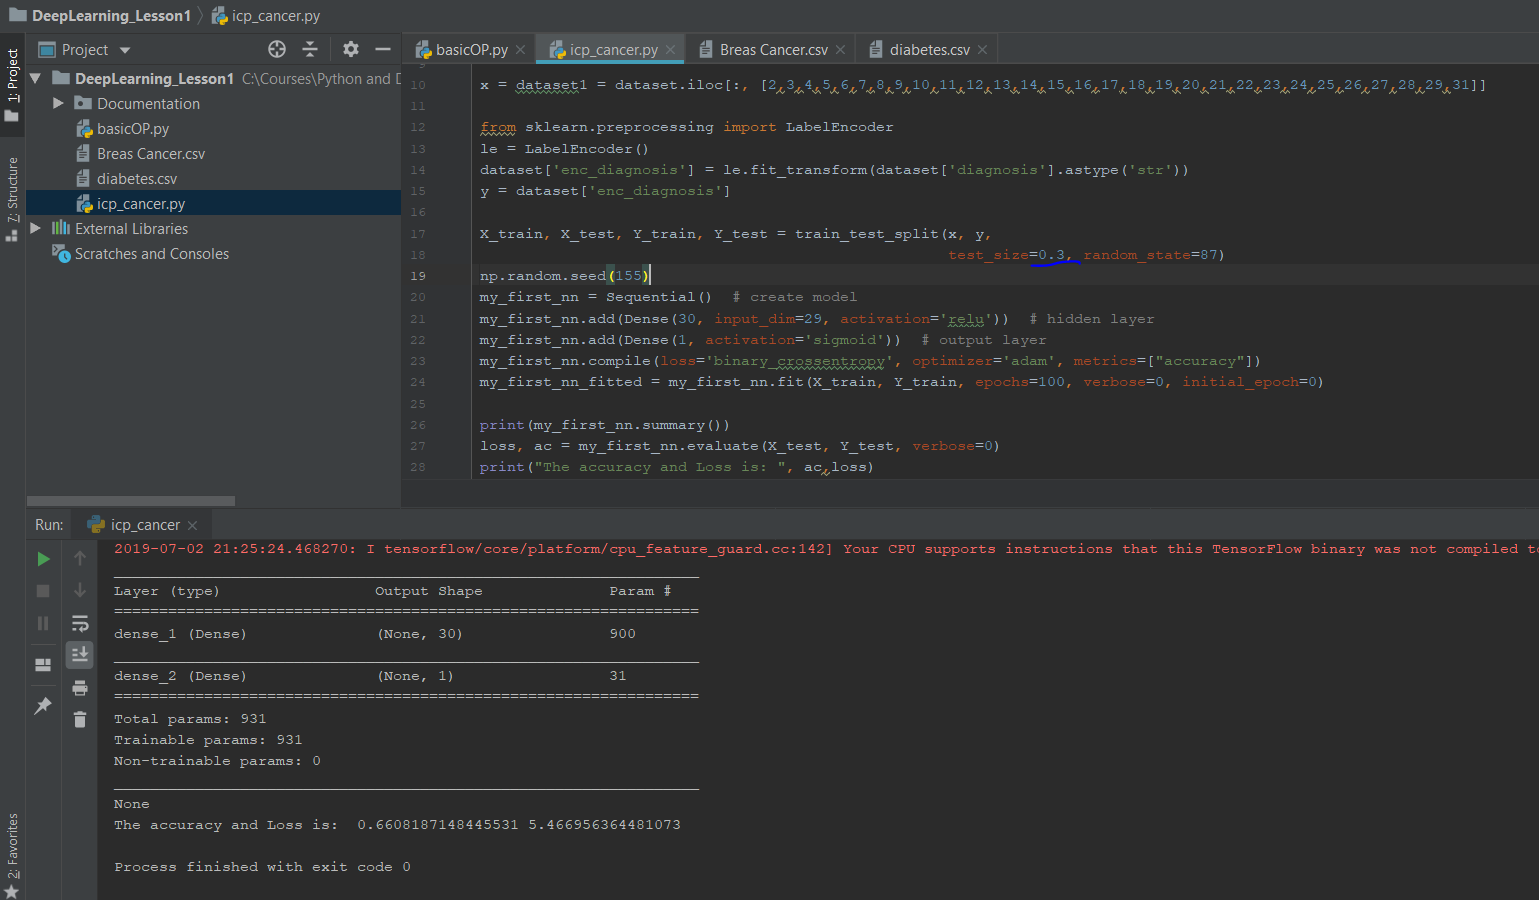 DeepLearning_Lesson1 icp_cancer.py
Project
basicOP.py icp_cancer.py Breas Cancer.csv diabetes.csv
1: Project
7: Structure
2: Favorites
DeepLearning_Lesson1 C:\Courses\Python and D
Documentation
basicOP.py
Breas Cancer.csv
diabetes.csv
icp_cancer.py
External Libraries
Scratches and Consoles
10 x = dataset1 = dataset.iloc[:, [2,3,4,5,6,7,8,9,10,11,12,13,14,15,16,17,18,19,20,21,22,23,24,25,26,27,28,29,31]]
11
12 from sklearn.preprocessing import LabelEncoder
13 le = LabelEncoder()
14 dataset['enc_diagnosis'] = le.fit_transform(dataset['diagnosis'].astype('str'))
15 y = dataset['enc_diagnosis']
16
17 X_train, X_test, Y_train, Y_test = train_test_split(x, y,
18 test_size=0.3, random_state=87)
19 np.random.seed(155)
20 my_first_nn = Sequential() # create model
21 my_first_nn.add(Dense(30, input_dim=29, activation='relu')) # hidden layer
22 my_first_nn.add(Dense(1, activation='sigmoid')) # output layer
23 my_first_nn.compile(loss='binary_crossentropy', optimizer='adam', metrics=["accuracy"])
24 my_first_nn_fitted = my_first_nn.fit(X_train, Y_train, epochs=100, verbose=0, initial_epoch=0)
25
26 print(my_first_nn.summary())
27 loss, ac = my_first_nn.evaluate(X_test, Y_test, verbose=0)
28 print("The accuracy and Loss is: ", ac,loss)
Run: icp_cancer
2019-07-02 21:25:24.468270: I tensorflow/core/platform/cpu_feature_guard.cc:142] Your CPU supports instructions that this TensorFlow binary was not compiled to
_________________________________________________________________
Layer (type) Output Shape Param #
=================================================================
dense_1 (Dense) (None, 30) 900
_________________________________________________________________
dense_2 (Dense) (None, 1) 31
=================================================================
Total params: 931
Trainable params: 931
Non-trainable params: 0
_________________________________________________________________
None
The accuracy and Loss is:  0.6608187148445531 5.466956364481073
Process finished with exit code 0